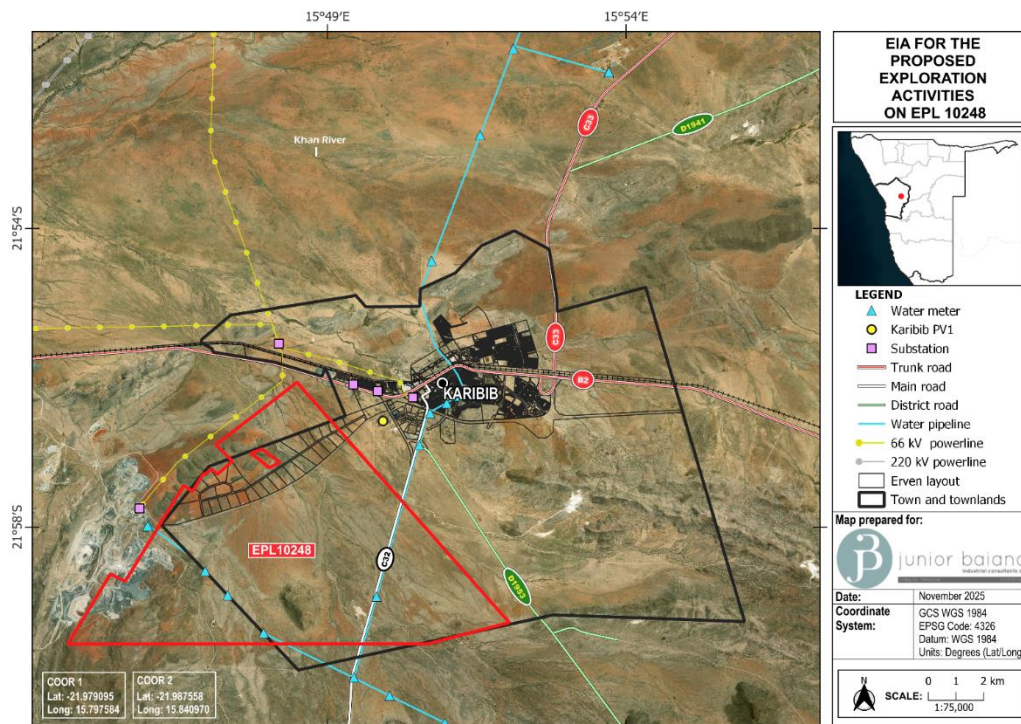 15°49'E
15°54'E
21°54'S
21°58'S
Khan River
C33
D1941
C33
B2
KARIBIB
EPL10248
C32
D1953
COOR 1
Lat: -21.979095
Long: 15.797584
COOR 2
Lat: -21.987558
Long: 15.840970
EIA FOR THE
PROPOSED
EXPLORATION
ACTIVITIES
ON EPL 10248
LEGEND
Water meter
Karibib PV1
Substation
Trunk road
Main road
District road
Water pipeline
66 kV powerline
220 kV powerline
Erven layout
Town and townlands
Map prepared for:
junior baiano
industrial consultants
Date: November 2025
Coordinate System: GCS WGS 1984
EPSG Code: 4326
Datum: WGS 1984
Units: Degrees (Lat/Long
N
SCALE: 0 1 2 km
1:75,000